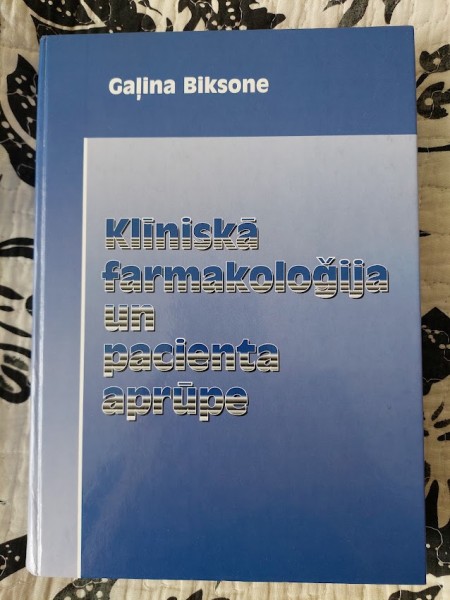 Gaļina Biksone
Klīniskā
farmakoloģija
un
pacienta
aprūpe